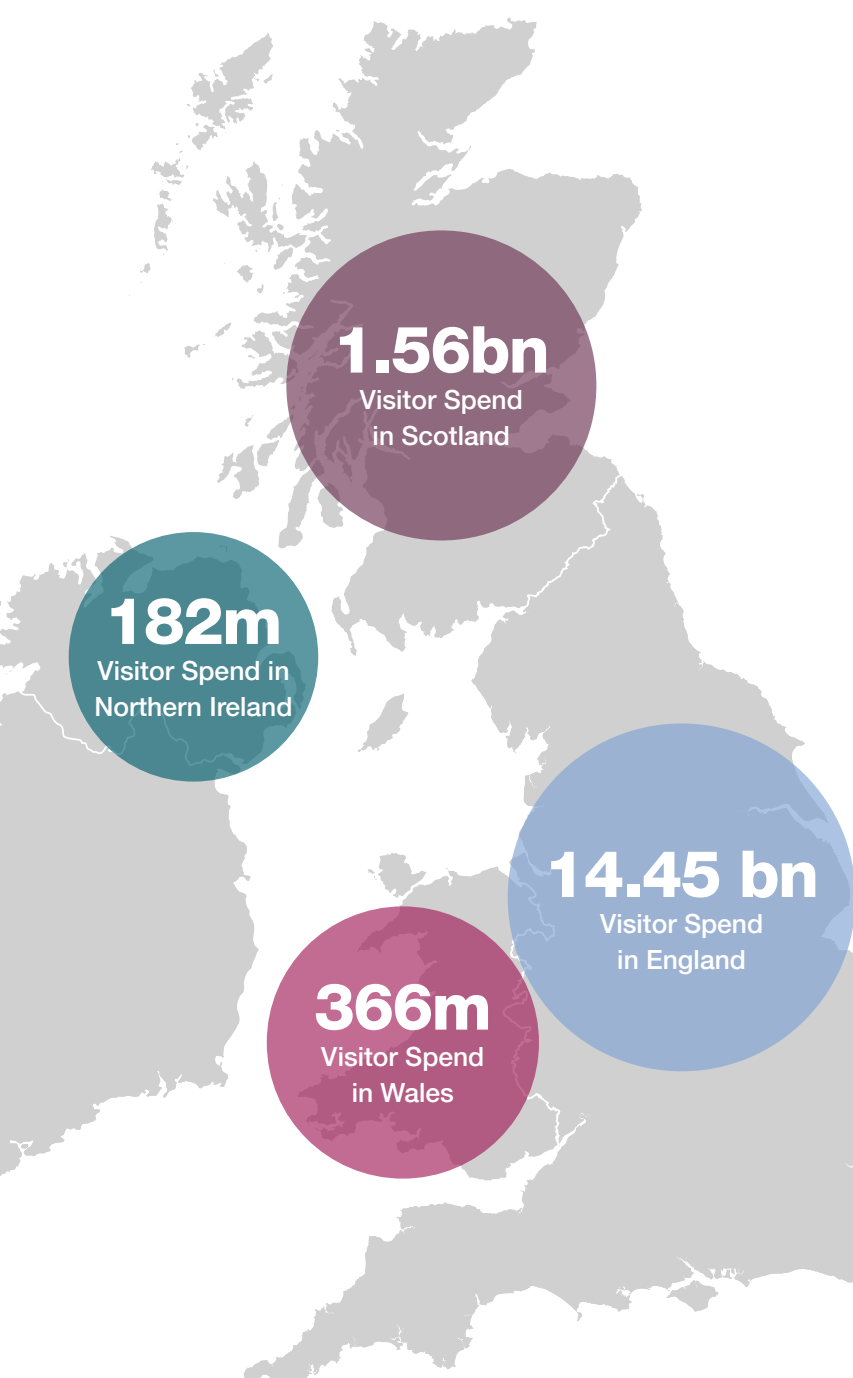 1.56bn
Visitor Spend
in Scotland
182m
Visitor Spend in
Northern Ireland
14.45 bn
Visitor Spend
in England
366m
Visitor Spend
in Wales